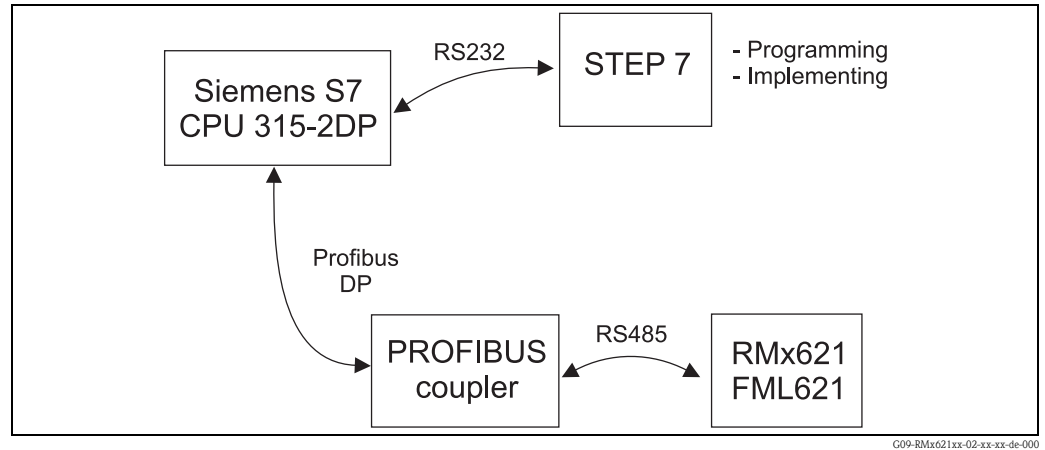 Siemens S7
CPU 315-2DP
RS232
STEP 7
- Programming
- Implementing
Profibus
DP
PROFIBUS
coupler
RS485
RMx621
FML621
G09-RMx621xx-02-xx-xx-de-000